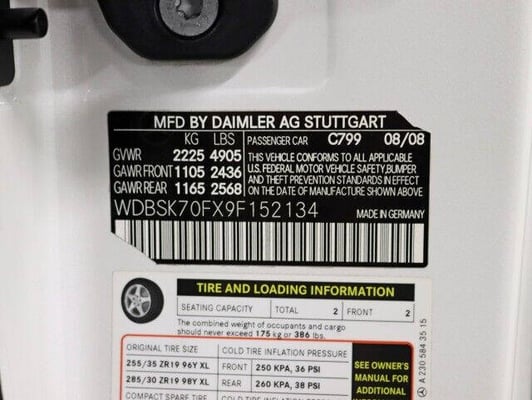 MFD BY DAIMLER AG STUTTGART
KG LBS PASSENGER CAR C799 08/08
GVWR 2225 4905 THIS VEHICLE CONFORMS TO ALL APPLICABLE
GAWR FRONT 1105 2436 U.S. FEDERAL MOTOR VEHICLE SAFETY, BUMPER
GAWR REAR 1165 2568 AND THEFT PREVENTION STANDARDS IN EFFECT
ON THE DATE OF MANUFACTURE SHOWN ABOVE
WDBSK70FX9F152134 MADE IN GERMANY
TIRE AND LOADING INFORMATION
SEATING CAPACITY TOTAL 2 FRONT 2
The combined weight of occupants and cargo
should never exceed 175 kg or 386 lbs.
ORIGINAL TIRE SIZE COLD TIRE INFLATION PRESSURE
255/35 ZR19 96Y XL FRONT 250 KPA, 36 PSI
285/30 ZR19 98Y XL REAR 260 KPA, 38 PSI
COMPACT SPARE TIRE COLD TIRE INFLATION PRESSURE
SEE OWNER'S
MANUAL FOR
ADDITIONAL
A 230 584 35 15